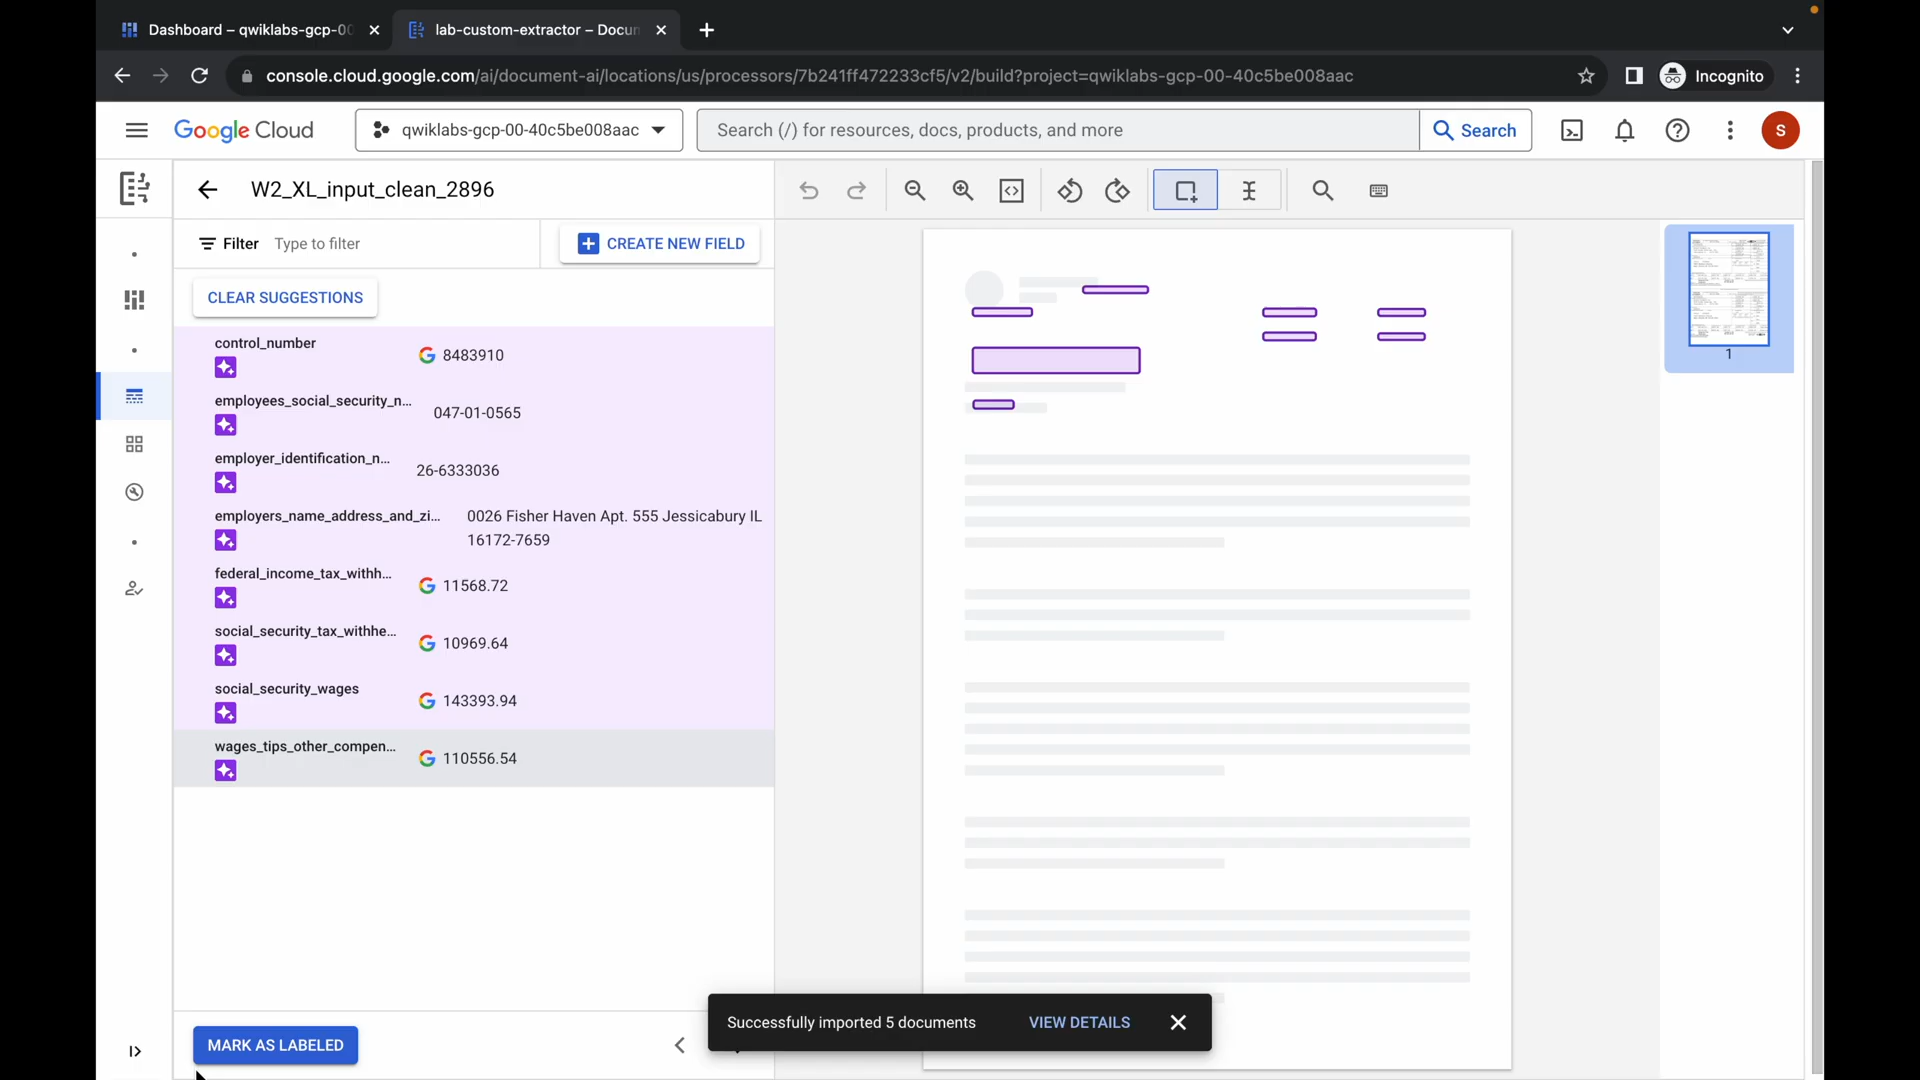 Dashboard – qwiklabs-gcp-00
lab-custom-extractor – Docum
console.cloud.google.com/ai/document-ai/locations/us/processors/7b241ff472233cf5/v2/build?project=qwiklabs-gcp-00-40c5be008aac
Incognito
Google Cloud
qwiklabs-gcp-00-40c5be008aac
Search (/) for resources, docs, products, and more
Search
S
W2_XL_input_clean_2896
Filter Type to filter
CREATE NEW FIELD
CLEAR SUGGESTIONS
control_number
8483910
employees_social_security_n...
047-01-0565
employer_identification_n...
26-6333036
employers_name_address_and_zi...
0026 Fisher Haven Apt. 555 Jessicabury IL
16172-7659
federal_income_tax_withh...
11568.72
social_security_tax_withhe...
10969.64
social_security_wages
143393.94
wages_tips_other_compen...
110556.54
1
Successfully imported 5 documents
VIEW DETAILS
MARK AS LABELED